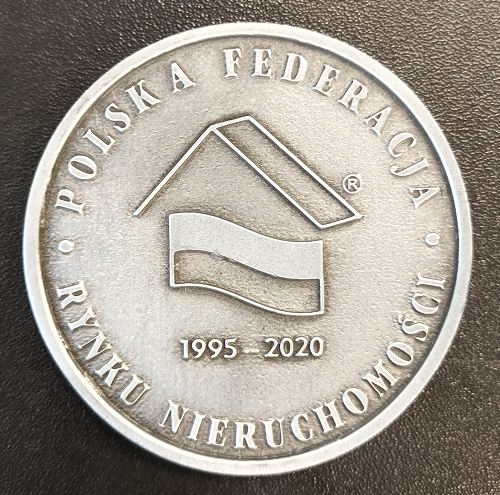 POLSKA FEDERACJA
®
1995 – 2020
• RYNKU NIERUCHOMOŚCI •